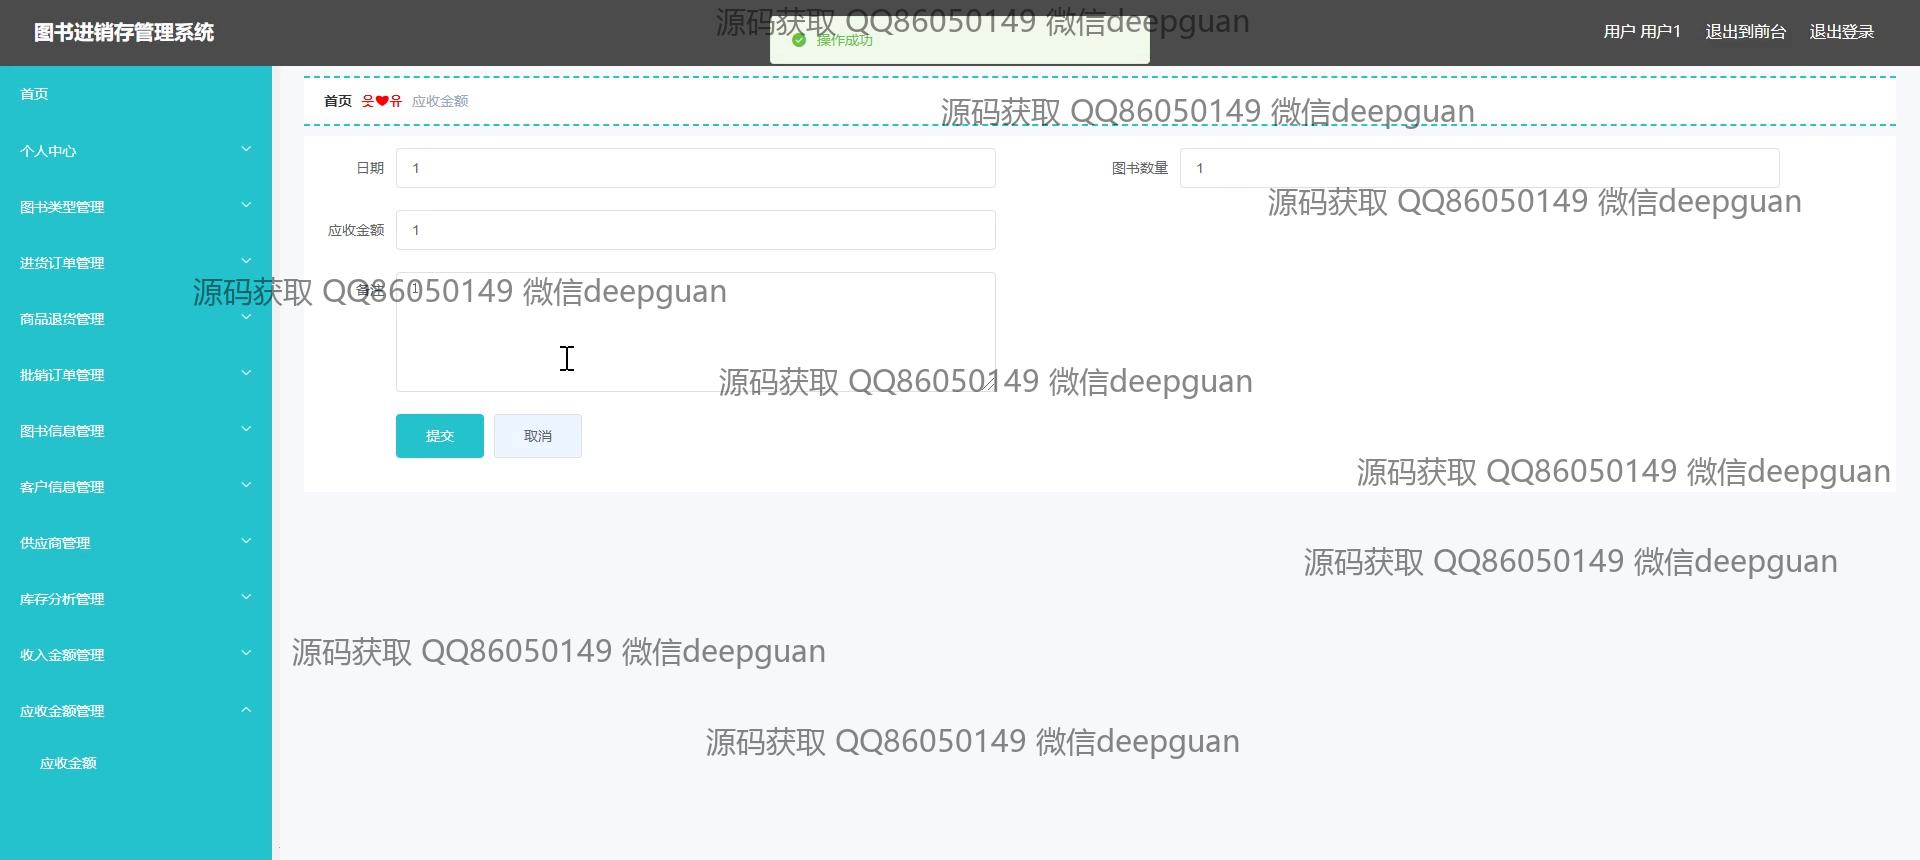 图书进销存管理系统
源码获取 QQ86050149 微信deepguan
操作成功
用户 用户1
退出到前台
退出登录
首页
个人中心
图书类型管理
进货订单管理
商品退货管理
批销订单管理
图书信息管理
客户信息管理
供应商管理
库存分析管理
收入金额管理
应收金额管理
应收金额
首页 웃❤유 应收金额
源码获取 QQ86050149 微信deepguan
日期 1
图书数量 1
源码获取 QQ86050149 微信deepguan
应收金额 1
备注 1
源码获取 QQ86050149 微信deepguan
源码获取 QQ86050149 微信deepguan
提交
取消
源码获取 QQ86050149 微信deepguan
源码获取 QQ86050149 微信deepguan
源码获取 QQ86050149 微信deepguan
源码获取 QQ86050149 微信deepguan